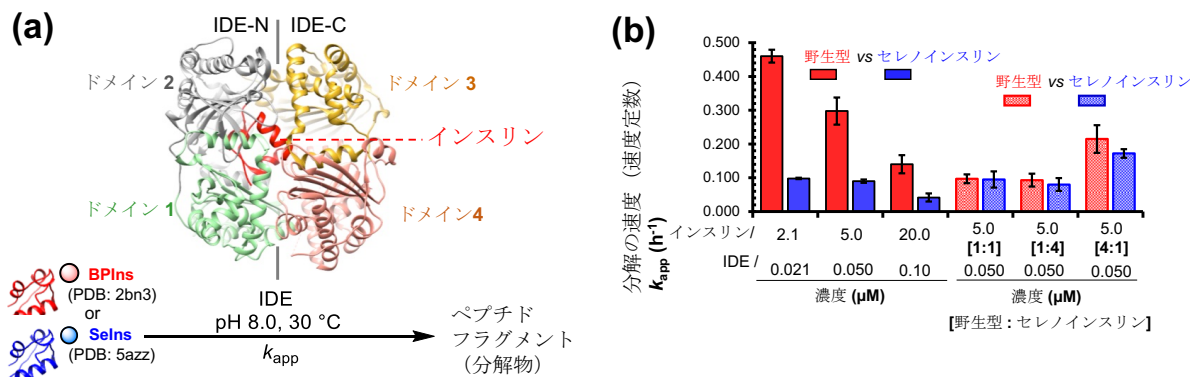 (a)
IDE-N IDE-C
ドメイン 2
ドメイン 3
インスリン
ドメイン 1
ドメイン4
BPIns
(PDB: 2bn3)
or
SeIns
(PDB: 5azz)
IDE
pH 8.0, 30 °C
kapp
ペプチド
フラグメント
（分解物）
(b)
分解の速度（速度定数）
kapp (h-1)
0.500
0.400
0.300
0.200
0.100
0.000
野生型 vs セレノインスリン
野生型 vs セレノインスリン
インスリン/ 2.1 5.0 20.0 5.0 5.0 5.0
[1:1] [1:4] [4:1]
IDE / 0.021 0.050 0.10 0.050 0.050 0.050
濃度 (µM) 濃度 (µM)
[野生型 : セレノインスリン]